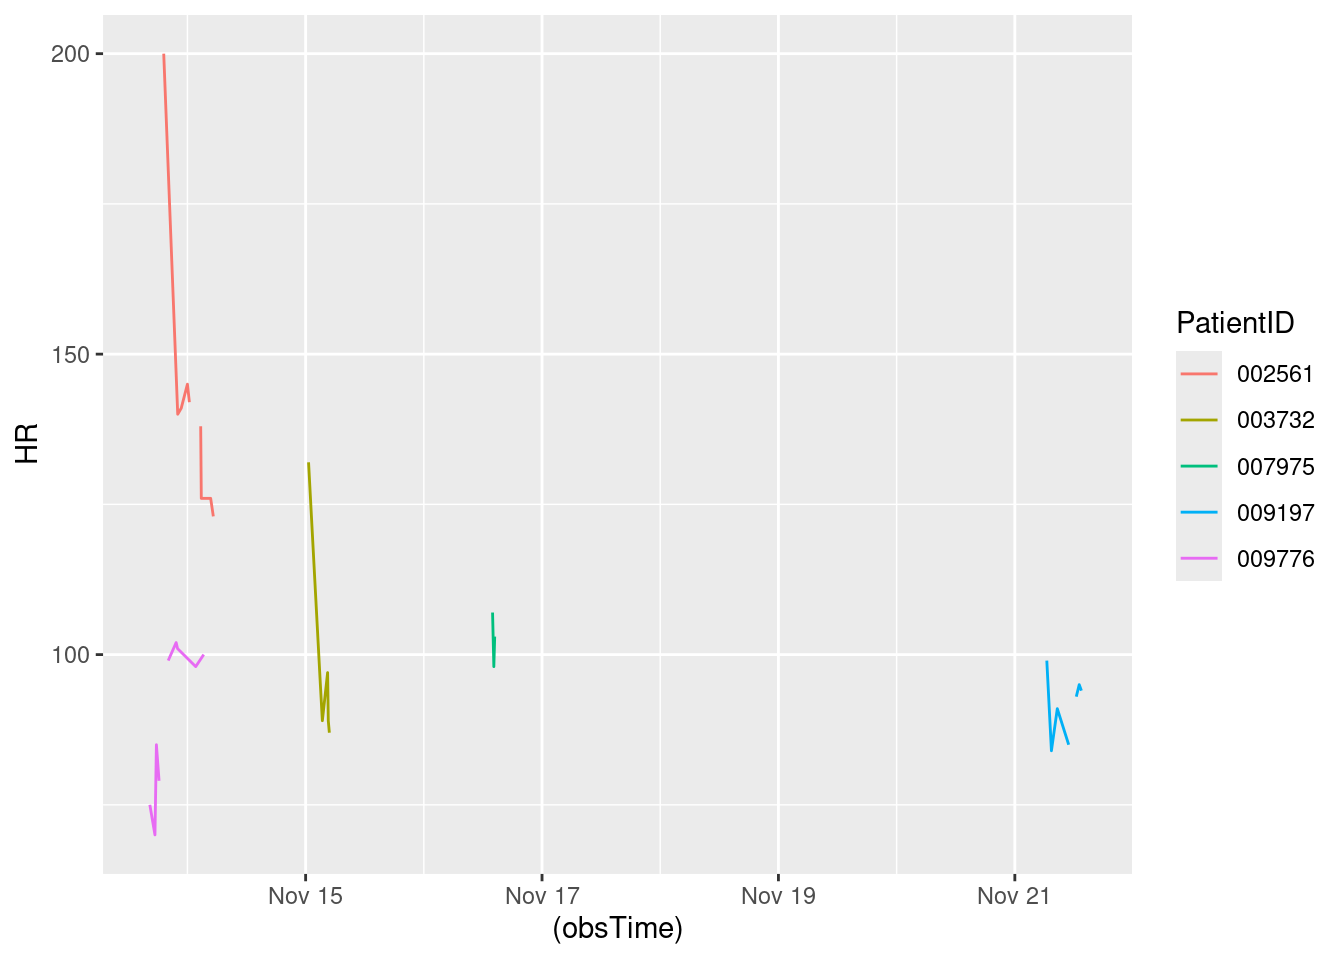 200
150
100
HR
Nov 15
Nov 17
Nov 19
Nov 21
(obsTime)
PatientID
002561
003732
007975
009197
009776